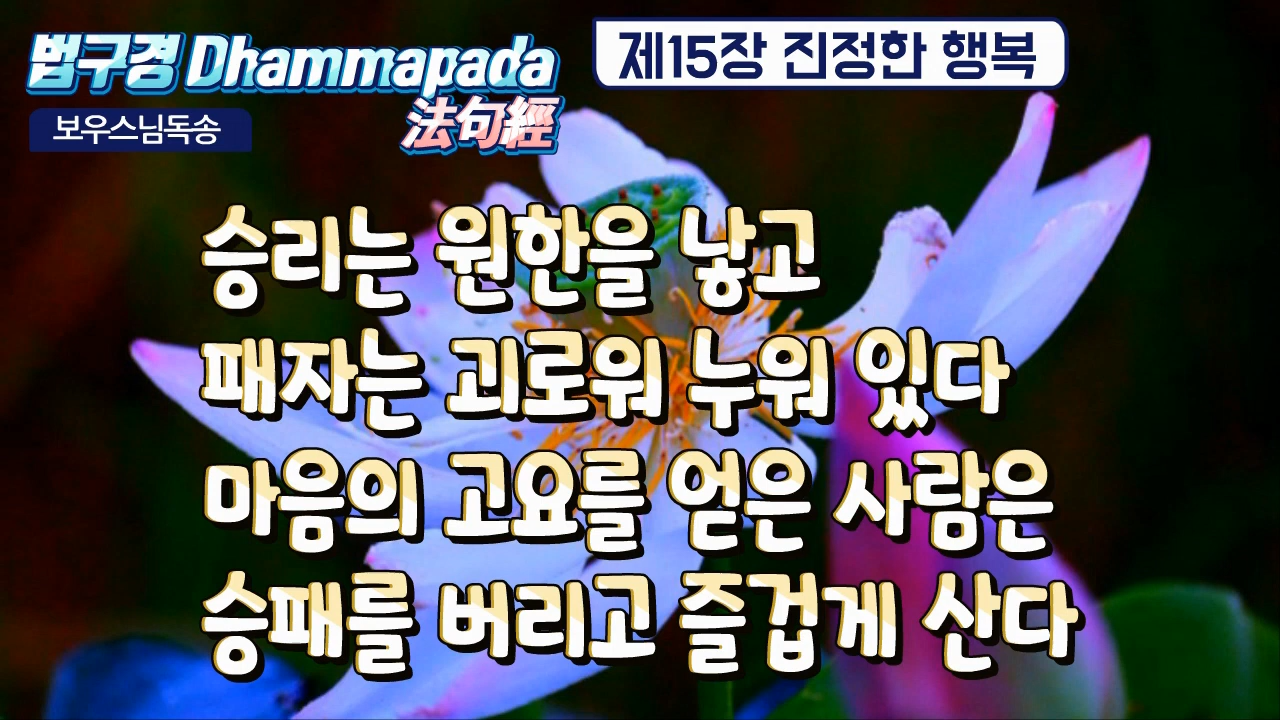 법구경 Dhammapada
法句經
보우스님독송
제15장 진정한 행복
승리는 원한을 낳고
패자는 괴로워 누워 있다
마음의 고요를 얻은 사람은
승패를 버리고 즐겁게 산다